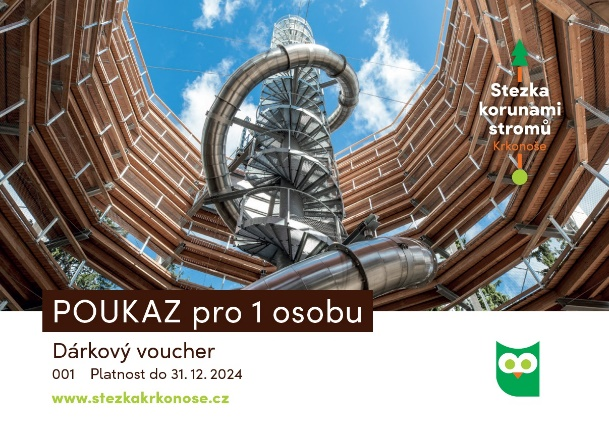 Stezka
korunami
stromů
Krkonoše
POUKAZ pro 1 osobu
Dárkový voucher
001 Platnost do 31. 12. 2024
www.stezkakrkonose.cz